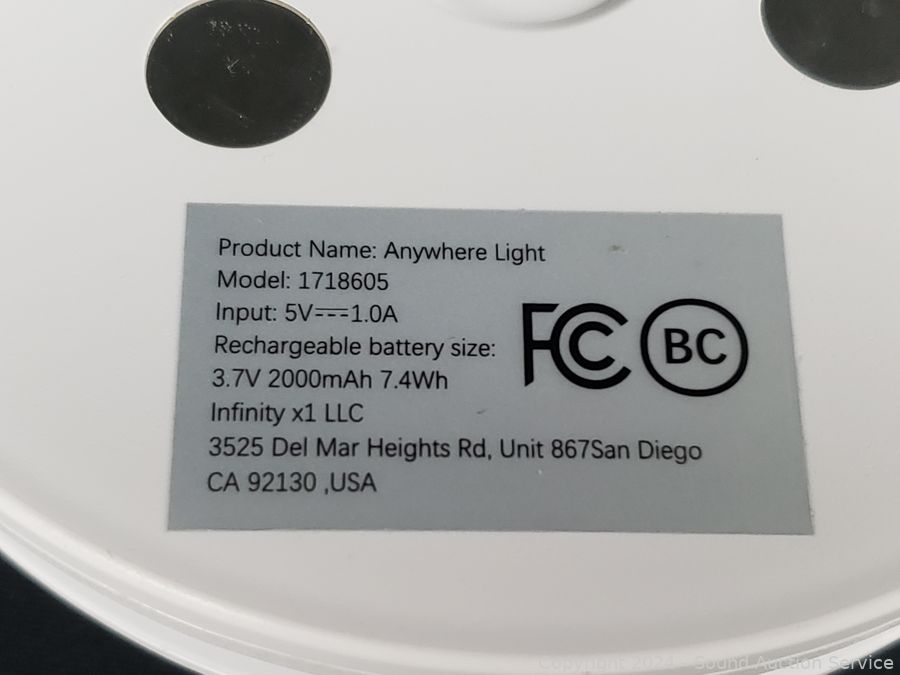 Product Name: Anywhere Light
Model: 1718605
Input: 5V⎓1.0A
Rechargeable battery size:
3.7V 2000mAh 7.4Wh
Infinity x1 LLC
3525 Del Mar Heights Rd, Unit 867San Diego
CA 92130 ,USA
FC
BC
Copyright 2024 - Sound Auction Service